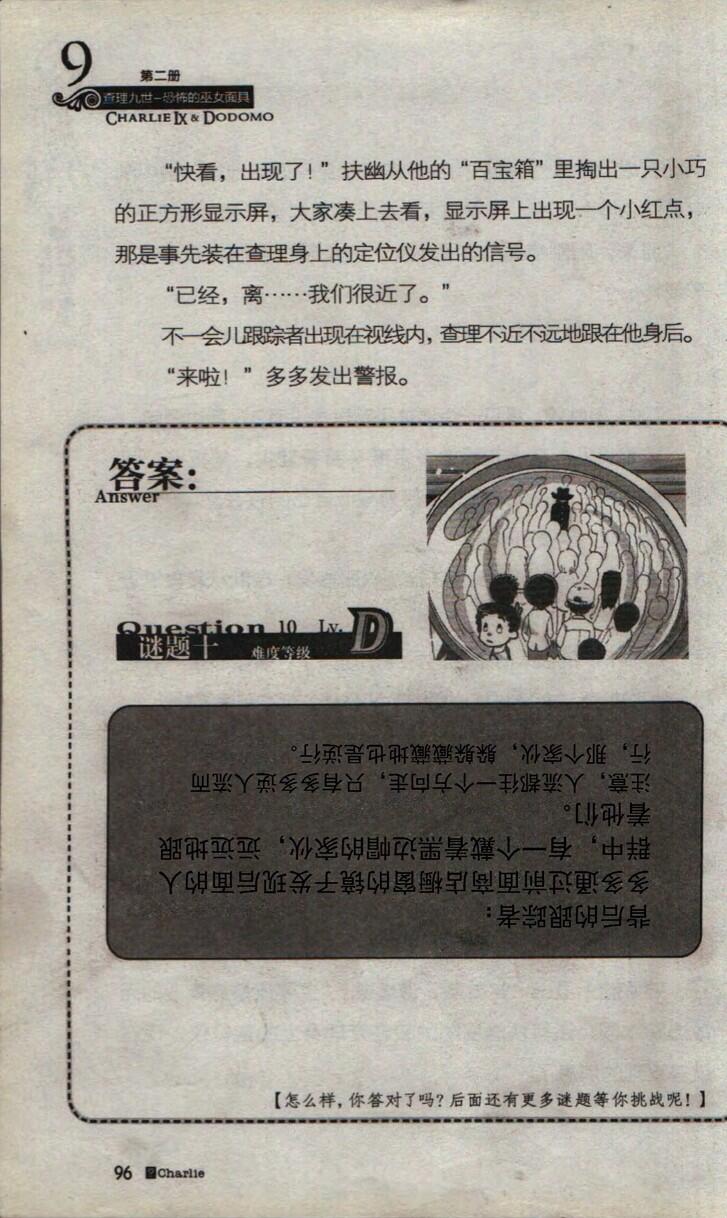 9
第二册
查理九世-恐怖的巫女面具
CHARLIE IX & DODOMO
“快看，出现了！”扶幽从他的“百宝箱”里掏出一只小巧
的正方形显示屏，大家凑上去看，显示屏上出现一个小红点，
那是事先装在查理身上的定位仪发出的信号。
“已经，离……我们很近了。”
不一会儿跟踪者出现在视线内，查理不近不远地跟在他身后。
“来啦！”多多发出警报。
答案：
Answer
Question 10 Lv. D
谜题十 难度等级
背后的跟踪者：
多多通过前面商店橱窗的镜子发现后面的人
群中，有一个戴着黑边帽的家伙，远远地跟
着他们。
注意，人流都往一个方向走，只有多多逆人流而
行，那个家伙，躲躲藏藏地也是逆行。
【怎么样，你答对了吗？后面还有更多谜题等你挑战呢！】
96 Charlie